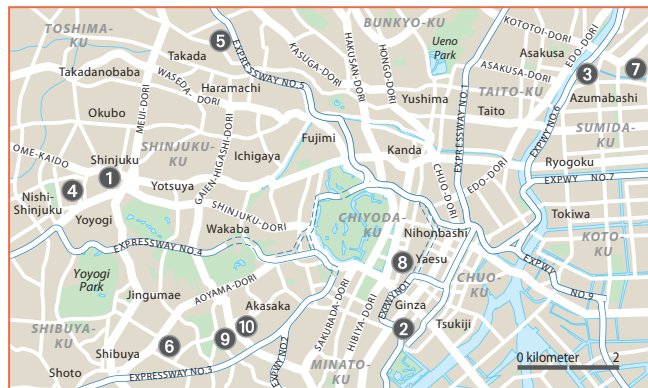 TOSHIMA-
KU
BUNKYO-KU
KOTOTOI-DORI
Takada
5
EXPRESSWAY NO.5
KASUGA-DORI
HAKUSAN-DORI
HONGO-DORI
Ueno
Park
Asakusa
EDO-DORI
Takadanobaba
WASEDA-DORI
Haramachi
ASAKUSA-DORI
3
7
Azumabashi
MEIJI-DORI
Okubo
Yushima
EXPRESSWAY NO.1
TAITO-KU
Taito
EXPWY NO.6
SUMIDA-
KU
SHINJUKU-
KU
GAIEN-HIGASHI-DORI
Fujimi
Kanda
OME-KAIDO
Shinjuku
1
Ichigaya
CHUO-DORI
EDO-DORI
Ryogoku
EXPWY NO.7
4
Nishi-
Shinjuku
Yotsuya
SHINJUKU-DORI
Yoyogi
Wakaba
CHIYODA-
KU
Nihonbashi
Tokiwa
KOTO-
KU
EXPRESSWAY NO.4
8
Yaesu
CHUO-
KU
EXPWY NO.9
Yoyogi
Park
Jingumae
AOYAMA-DORI
Akasaka
SAKURADA-DORI
HIBIYA-DORI
EXPWY NO.1
Ginza
2
Tsukiji
SHIBUYA-
KU
6
9
10
Shibuya
Shoto
EXPRESSWAY NO.3
EXPWY NO.2
MINATO-
KU
0 kilometer 2